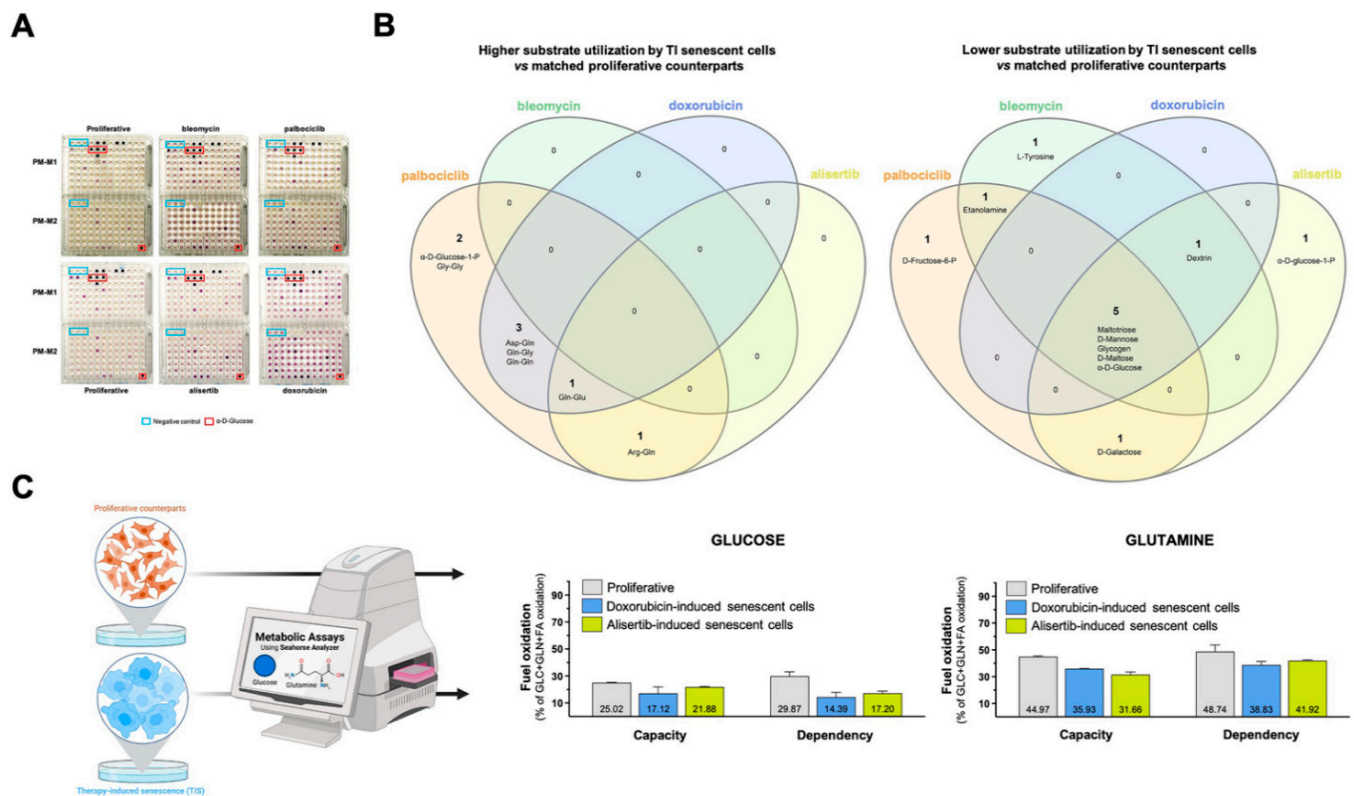 A
Proliferative bleomycin palbociclib
PM-M1
PM-M2
PM-M1
PM-M2
Proliferative alisertib doxorubicin
Negative control α-D-Glucose
B
Higher substrate utilization by TI senescent cells
vs matched proliferative counterparts
bleomycin
doxorubicin
palbociclib
alisertib
0
0
0
0
0
2
α-D-Glucose-1-P
Gly-Gly
0
0
0
0
3
Asp-Gln
Gln-Gly
Gln-Gln
0
1
Gln-Glu
0
1
Arg-Gln
Lower substrate utilization by TI senescent cells
vs matched proliferative counterparts
bleomycin
doxorubicin
palbociclib
alisertib
1
L-Tyrosine
0
0
1
Etanolamine
0
1
D-Fructose-6-P
0
1
Dextrin
1
α-D-glucose-1-P
5
Maltotriose
D-Mannose
Glycogen
D-Maltose
α-D-Glucose
0
0
0
0
1
D-Galactose
C
Proliferative counterparts
Therapy-induced senescence (TIS)
Metabolic Assays
Using Seahorse Analyzer
Glucose
Glutamine
H₂N
O
O
OH
NH₂
GLUCOSE
Fuel oxidation
(% of GLC+GLN+FA oxidation)
90
70
50
30
10
Proliferative
Doxorubicin-induced senescent cells
Alisertib-induced senescent cells
25.02 17.12 21.88 29.87 14.39 17.20
Capacity Dependency
GLUTAMINE
Fuel oxidation
(% of GLC+GLN+FA oxidation)
90
70
50
30
10
Proliferative
Doxorubicin-induced senescent cells
Alisertib-induced senescent cells
44.97 35.93 31.66 48.74 38.83 41.92
Capacity Dependency